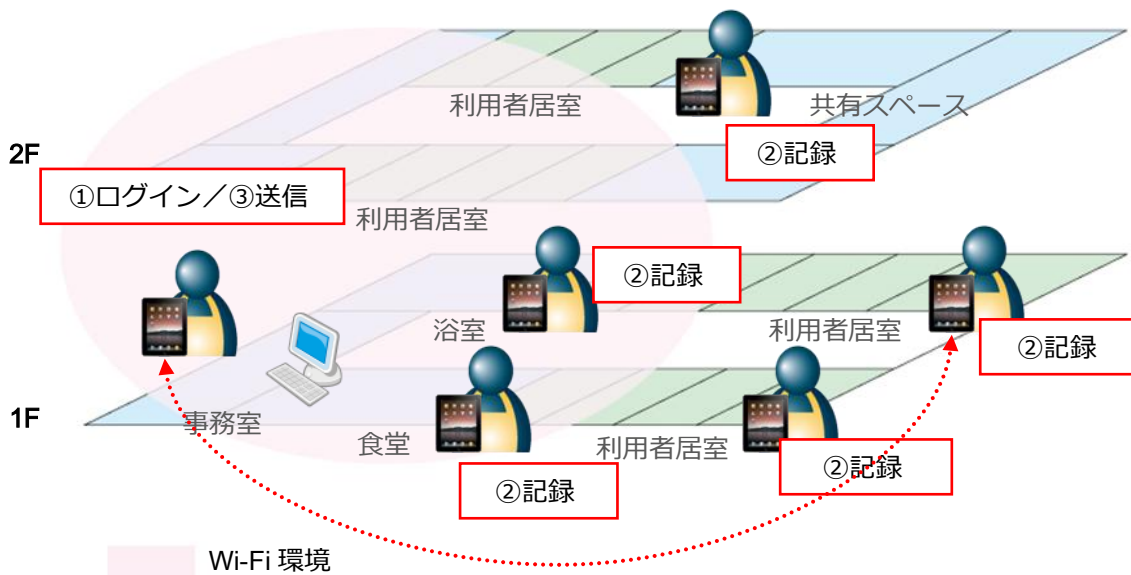 利用者居室
共有スペース
②記録
2F
①ログイン／③送信
利用者居室
②記録
浴室
利用者居室
②記録
1F
事務室
食堂
利用者居室
②記録
②記録
Wi-Fi 環境